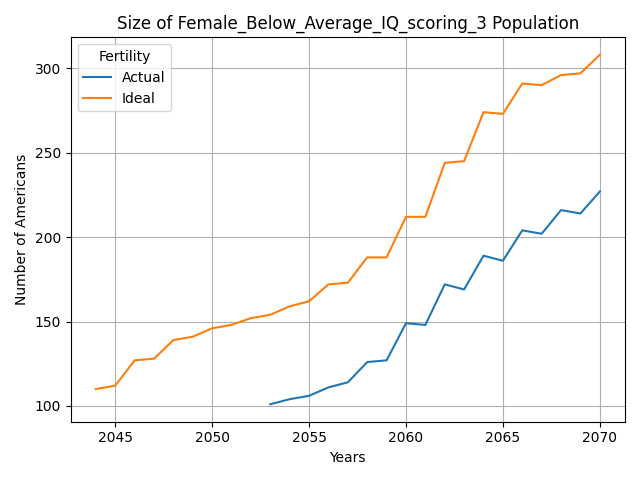 Size of Female_Below_Average_IQ_scoring_3 Population
Fertility
Actual
Ideal
Number of Americans
300
250
200
150
100
2045 2050 2055 2060 2065 2070
Years